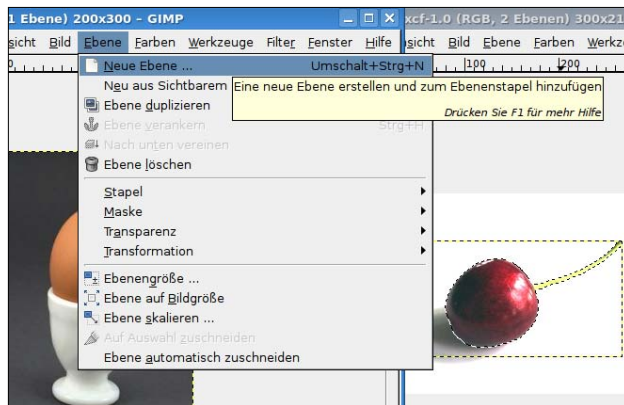 1 Ebene) 200x300 – GIMP
xcf-1.0 (RGB, 2 Ebenen) 300x21
sicht Bild Ebene Farben Werkzeuge Filter Fenster Hilfe
sicht Bild Ebene Farben Werkz
100
200
Neue Ebene ... Umschalt+Strg+N
Neu aus Sichtbarem
Eine neue Ebene erstellen und zum Ebenenstapel hinzufügen
Drücken Sie F1 für mehr Hilfe
Ebene duplizieren
Ebene verankern Strg+H
Nach unten vereinen
Ebene löschen
Stapel
Maske
Transparenz
Transformation
Ebenengröße ...
Ebene auf Bildgröße
Ebene skalieren ...
Auf Auswahl zuschneiden
Ebene automatisch zuschneiden